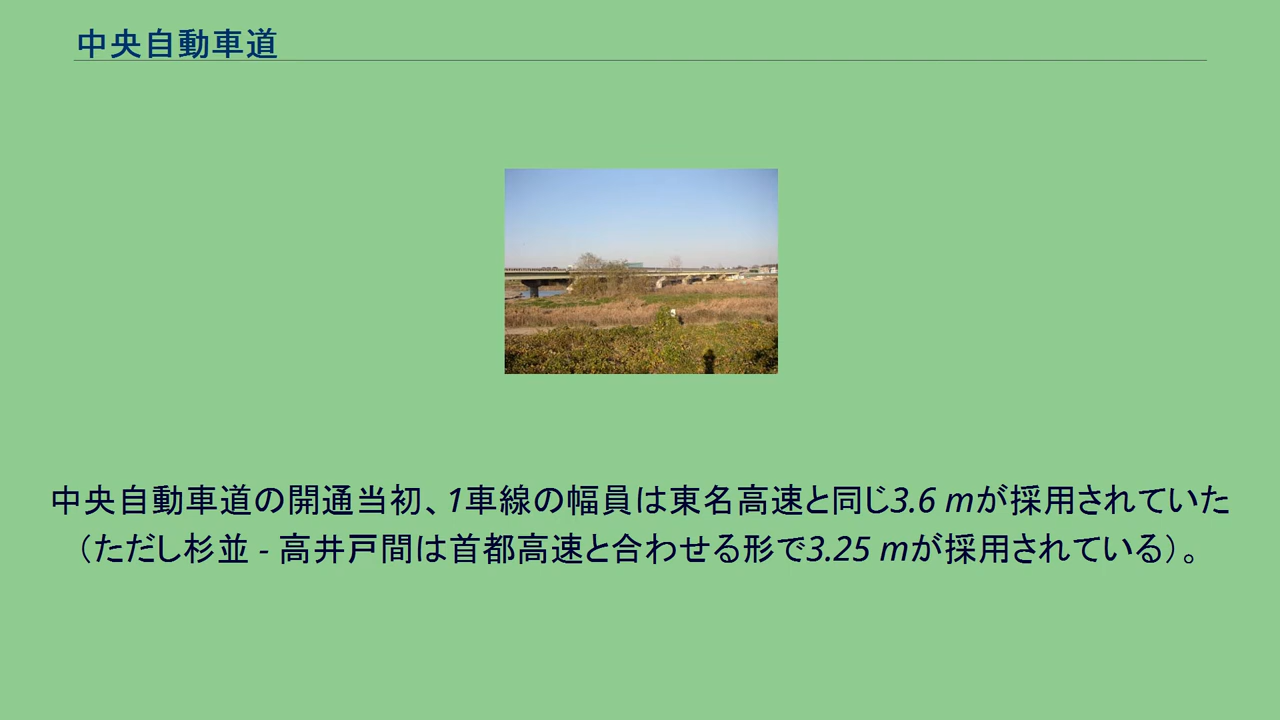 中央自動車道
中央自動車道の開通当初、1車線の幅員は東名高速と同じ3.6 mが採用されていた
（ただし杉並 - 高井戸間は首都高速と合わせる形で3.25 mが採用されている）。